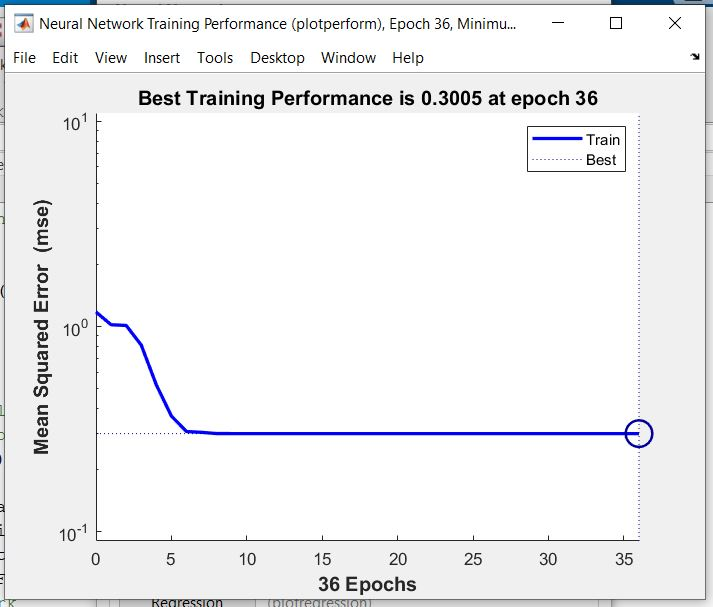 Neural Network Training Performance (plotperform), Epoch 36, Minimu...
File Edit View Insert Tools Desktop Window Help
Best Training Performance is 0.3005 at epoch 36
Train
Best
Mean Squared Error (mse)
10^1
10^0
10^-1
0 5 10 15 20 25 30 35
36 Epochs
Regression (plotregression)